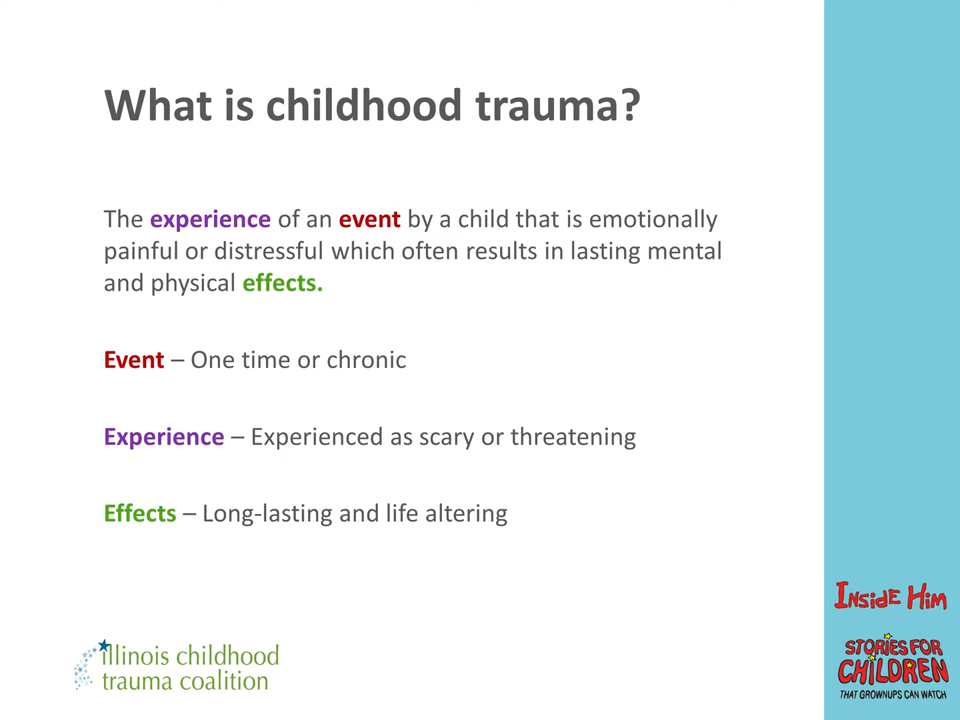 What is childhood trauma?
The experience of an event by a child that is emotionally
painful or distressful which often results in lasting mental
and physical effects.
Event – One time or chronic
Experience – Experienced as scary or threatening
Effects – Long-lasting and life altering
INSIDE HIM
illinois childhood
trauma coalition
STORIES FOR
CHILDREN
THAT GROWNUPS CAN WATCH